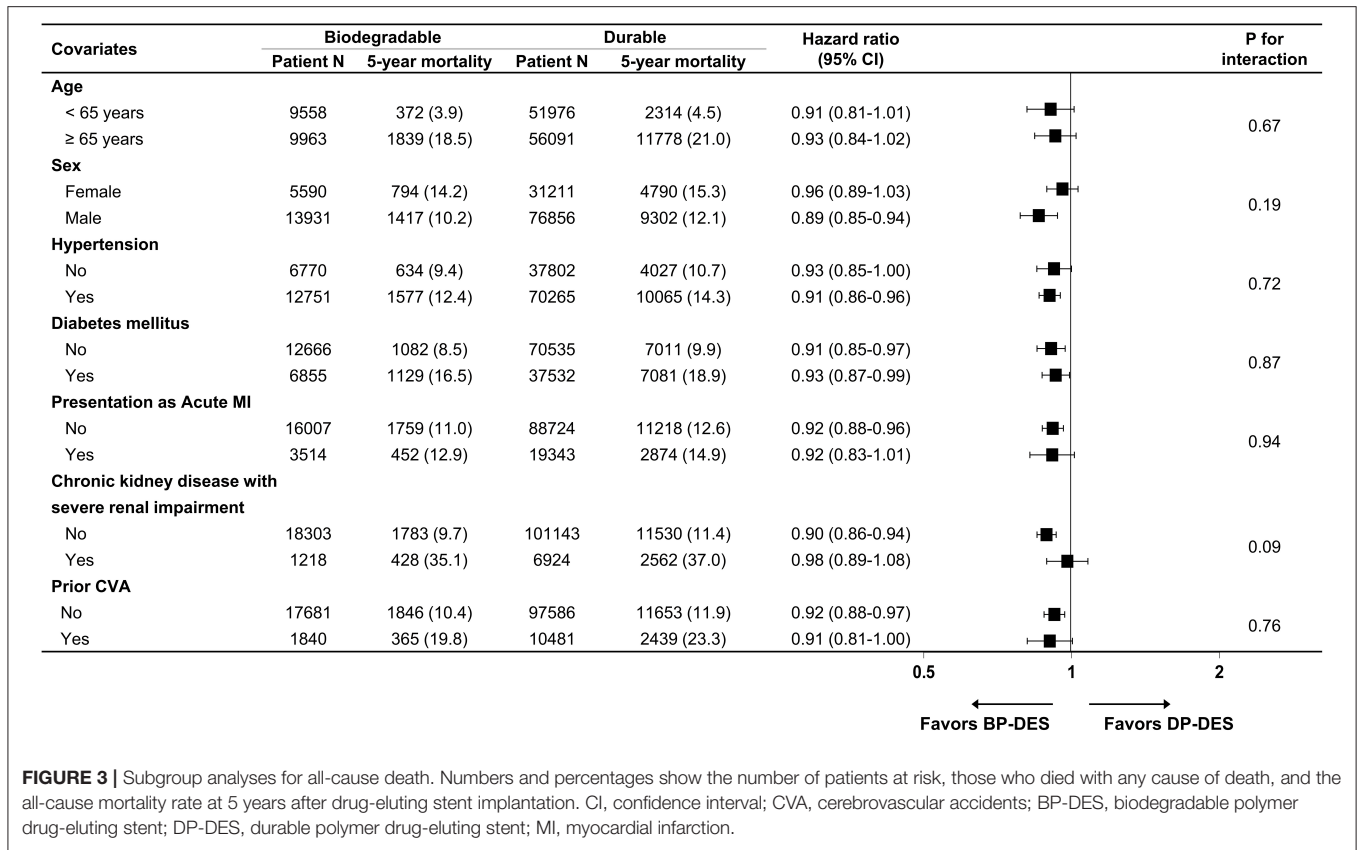 Covariates Biodegradable Durable Hazard ratio (95% CI) P for interaction
Patient N 5-year mortality Patient N 5-year mortality
Age
< 65 years 9558 372 (3.9) 51976 2314 (4.5) 0.91 (0.81-1.01)
0.67
≥ 65 years 9963 1839 (18.5) 56091 11778 (21.0) 0.93 (0.84-1.02)
Sex
Female 5590 794 (14.2) 31211 4790 (15.3) 0.96 (0.89-1.03)
0.19
Male 13931 1417 (10.2) 76856 9302 (12.1) 0.89 (0.85-0.94)
Hypertension
No 6770 634 (9.4) 37802 4027 (10.7) 0.93 (0.85-1.00)
0.72
Yes 12751 1577 (12.4) 70265 10065 (14.3) 0.91 (0.86-0.96)
Diabetes mellitus
No 12666 1082 (8.5) 70535 7011 (9.9) 0.91 (0.85-0.97)
0.87
Yes 6855 1129 (16.5) 37532 7081 (18.9) 0.93 (0.87-0.99)
Presentation as Acute MI
No 16007 1759 (11.0) 88724 11218 (12.6) 0.92 (0.88-0.96)
0.94
Yes 3514 452 (12.9) 19343 2874 (14.9) 0.92 (0.83-1.01)
Chronic kidney disease with
severe renal impairment
No 18303 1783 (9.7) 101143 11530 (11.4) 0.90 (0.86-0.94)
0.09
Yes 1218 428 (35.1) 6924 2562 (37.0) 0.98 (0.89-1.08)
Prior CVA
No 17681 1846 (10.4) 97586 11653 (11.9) 0.92 (0.88-0.97)
0.76
Yes 1840 365 (19.8) 10481 2439 (23.3) 0.91 (0.81-1.00)
0.5 1 2
Favors BP-DES Favors DP-DES
FIGURE 3 | Subgroup analyses for all-cause death. Numbers and percentages show the number of patients at risk, those who died with any cause of death, and the
all-cause mortality rate at 5 years after drug-eluting stent implantation. CI, confidence interval; CVA, cerebrovascular accidents; BP-DES, biodegradable polymer
drug-eluting stent; DP-DES, durable polymer drug-eluting stent; MI, myocardial infarction.